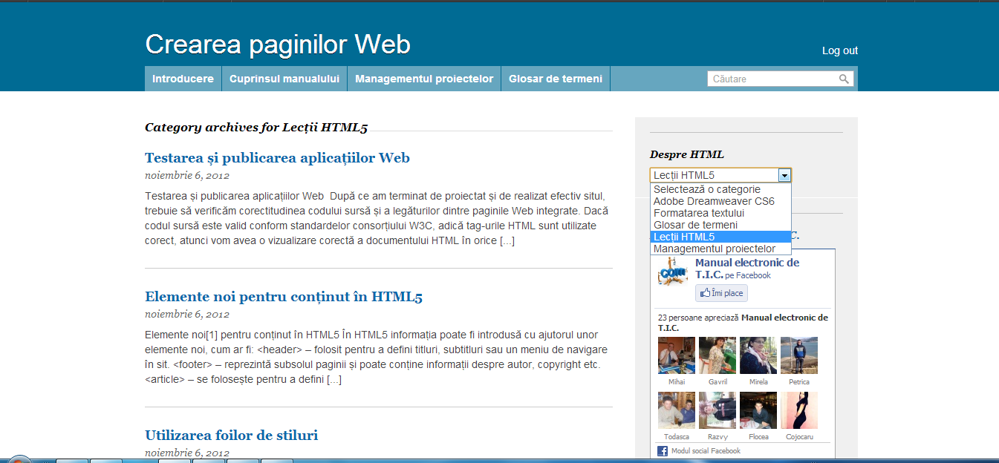 Crearea paginilor Web
Log out
Introducere
Cuprinsul manualului
Managementul proiectelor
Glosar de termeni
Căutare
Category archives for Lecții HTML5
Testarea și publicarea aplicațiilor Web
noiembrie 6, 2012
Testarea și publicarea aplicațiilor Web  După ce am terminat de proiectat și de realizat efectiv situl,
trebuie să verificăm corectitudinea codului sursă și a legăturilor dintre paginile Web integrate. Dacă
codul sursă este valid conform standardelor consorțiului W3C, adică tag-urile HTML sunt utilizate
corect, atunci vom avea o vizualizare corectă a documentului HTML în orice [...]
Elemente noi pentru conținut în HTML5
noiembrie 6, 2012
Elemente noi[1] pentru conținut în HTML5 În HTML5 informația poate fi introdusă cu ajutorul unor
elemente noi, cum ar fi: <header> – folosit pentru a defini titluri, subtitluri sau un meniu de navigare
în sit. <footer> – reprezintă subsolul paginii și poate conține informații despre autor, copyright etc.
<article> – se folosește pentru a defini [...]
Utilizarea foilor de stiluri
noiembrie 6, 2012
Despre HTML
Lecții HTML5
Selectează o categorie
Adobe Dreamweaver CS6
Formatarea textului
Glosar de termeni
Lecții HTML5
Managementul proiectelor
C.
Manual electronic de
T.I.C. pe Facebook
Îmi place
23 persoane apreciază Manual electronic de
T.I.C.
Mihai Gavril Mirela Petrica
Todasca Razvy Flocea Cojocaru
Modul social Facebook